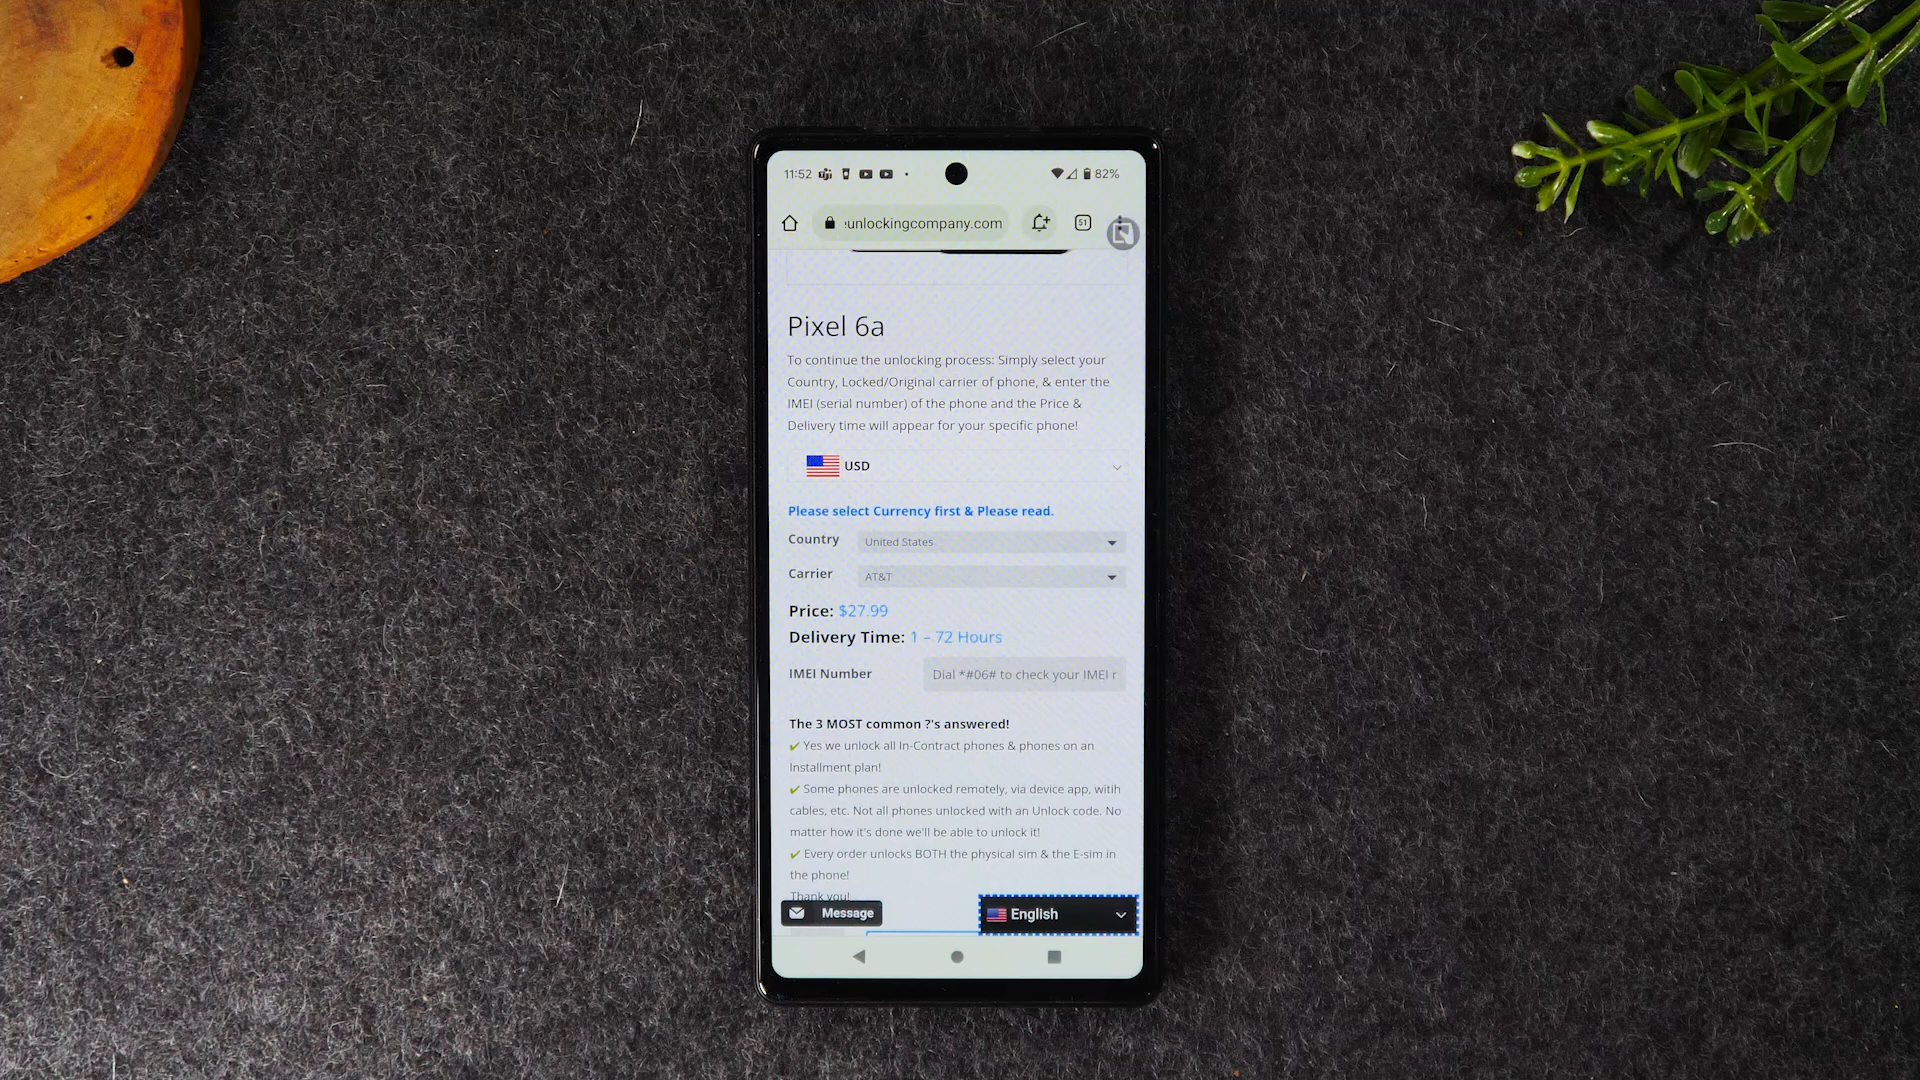 11:52
82%
unlockingcompany.com
51
Pixel 6a
To continue the unlocking process: Simply select your
Country, Locked/Original carrier of phone, & enter the
IMEI (serial number) of the phone and the Price &
Delivery time will appear for your specific phone!
USD
Please select Currency first & Please read.
Country
United States
Carrier
AT&T
Price: $27.99
Delivery Time: 1 – 72 Hours
IMEI Number
Dial *#06# to check your IMEI
The 3 MOST common ?'s answered!
✔ Yes we unlock all In-Contract phones & phones on an
Installment plan!
✔ Some phones are unlocked remotely, via device app, witih
cables, etc. Not all phones unlocked with an Unlock code. No
matter how it's done we'll be able to unlock it!
✔ Every order unlocks BOTH the physical sim & the E-sim in
the phone!
Thank you!
Message
English